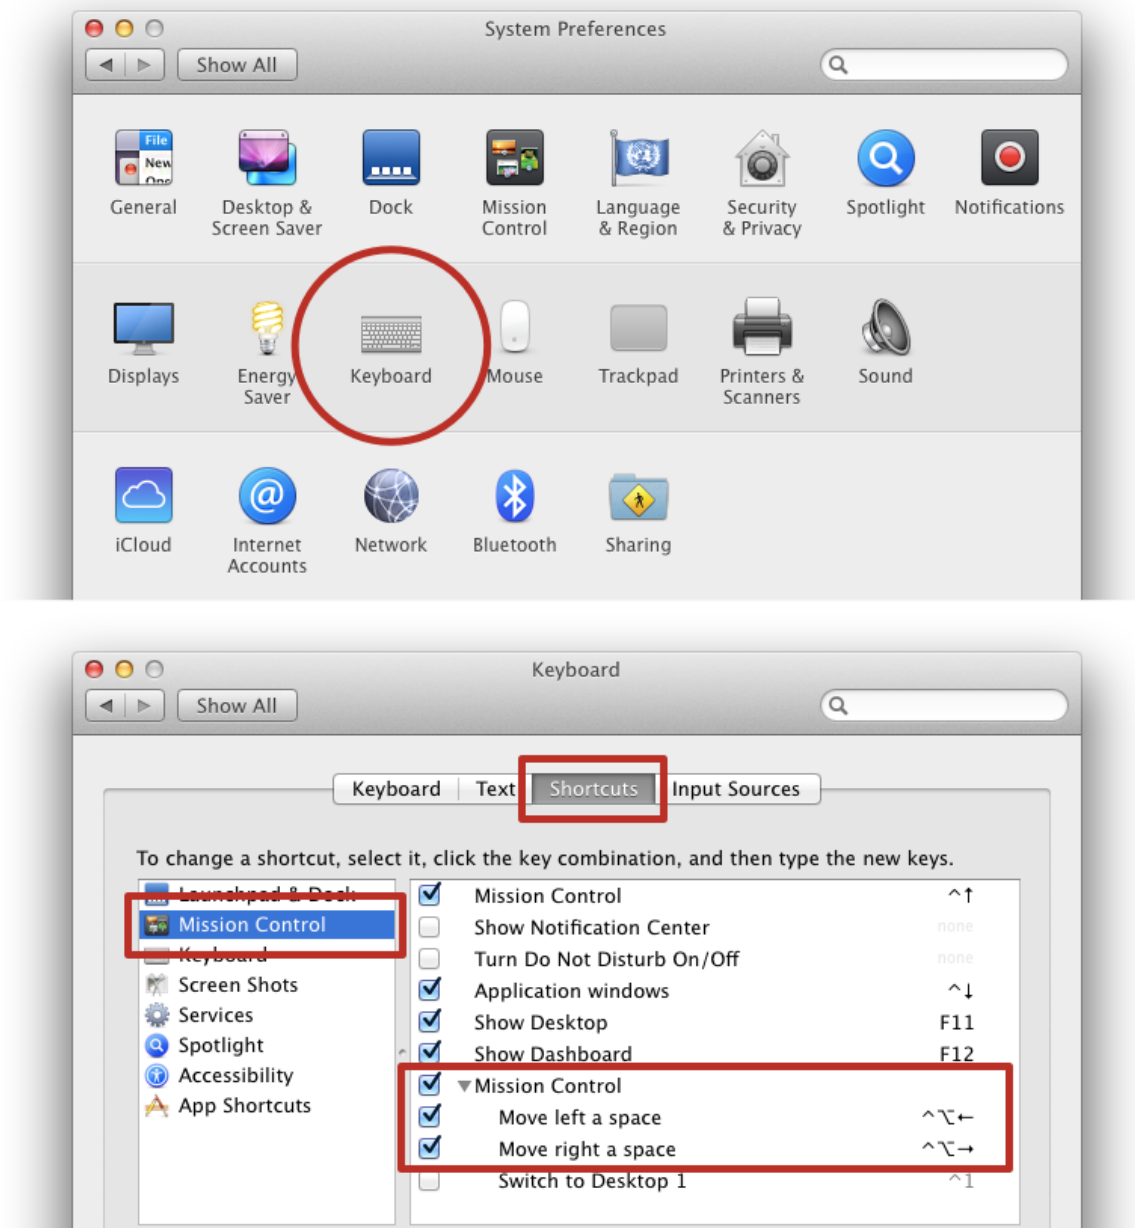 System Preferences
Show All
File
New
General
Desktop &
Screen Saver
Dock
Mission
Control
Language
& Region
Security
& Privacy
Spotlight
Notifications
Displays
Energy
Saver
Keyboard
Mouse
Trackpad
Printers &
Scanners
Sound
iCloud
@
Internet
Accounts
Network
Bluetooth
Sharing
Keyboard
Show All
Keyboard Text Shortcuts Input Sources
To change a shortcut, select it, click the key combination, and then type the new keys.
Launchpad & Dock
Mission Control
Keyboard
Screen Shots
Services
Spotlight
Accessibility
App Shortcuts
Mission Control ^↑
Show Notification Center none
Turn Do Not Disturb On/Off none
Application windows ^↓
Show Desktop F11
Show Dashboard F12
▼Mission Control
Move left a space ^⌥←
Move right a space ^⌥→
Switch to Desktop 1 ^1